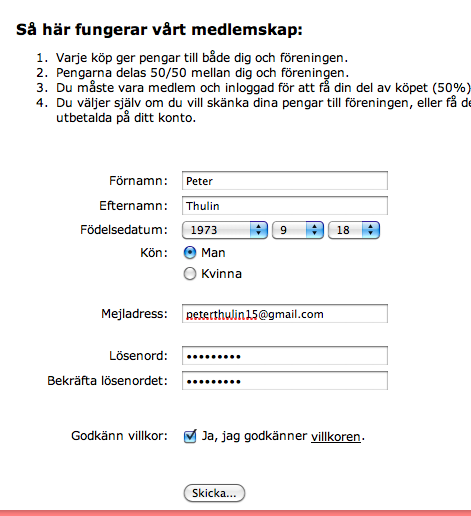 Så här fungerar vårt medlemskap:
1. Varje köp ger pengar till både dig och föreningen.
2. Pengarna delas 50/50 mellan dig och föreningen.
3. Du måste vara medlem och inloggad för att få din del av köpet (50%)
4. Du väljer själv om du vill skänka dina pengar till föreningen, eller få de
utbetalda på ditt konto.
Förnamn: Peter
Efternamn: Thulin
Födelsedatum: 1973 9 18
Kön: Man
Kvinna
Mejladress: peterthulin15@gmail.com
Lösenord: •••••••••
Bekräfta lösenordet: •••••••••
Godkänn villkor: Ja, jag godkänner villkoren.
Skicka...